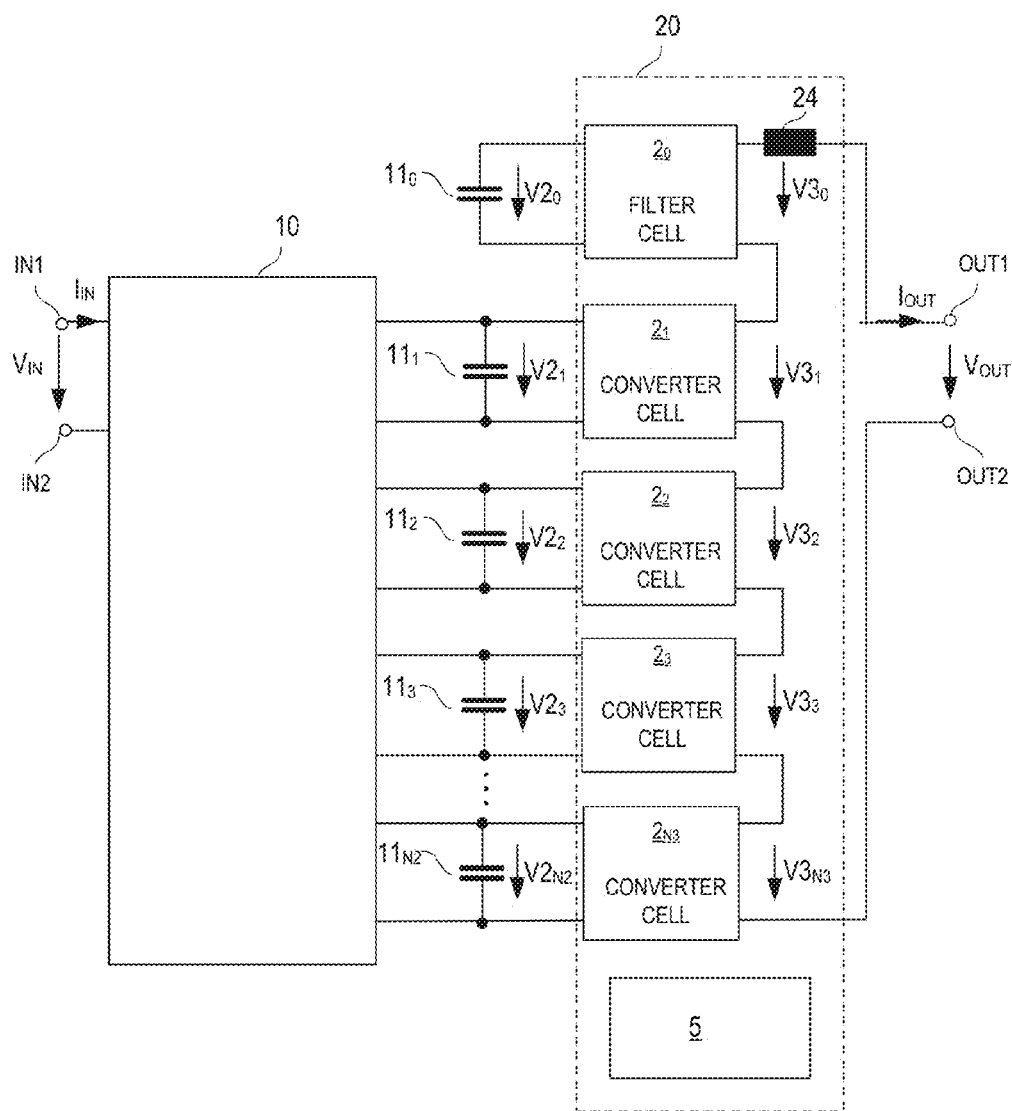 20
24
2₀
FILTER
CELL
11₀
V2₀
V3₀
10
IN1
I_IN
V_IN
IN2
OUT1
I_OUT
V_OUT
OUT2
2₁
CONVERTER
CELL
11₁
V2₁
V3₁
2₂
CONVERTER
CELL
11₂
V2₂
V3₂
2₃
CONVERTER
CELL
11₃
V2₃
V3₃
2_N3
CONVERTER
CELL
11_N2
V2_N2
V3_N3
5